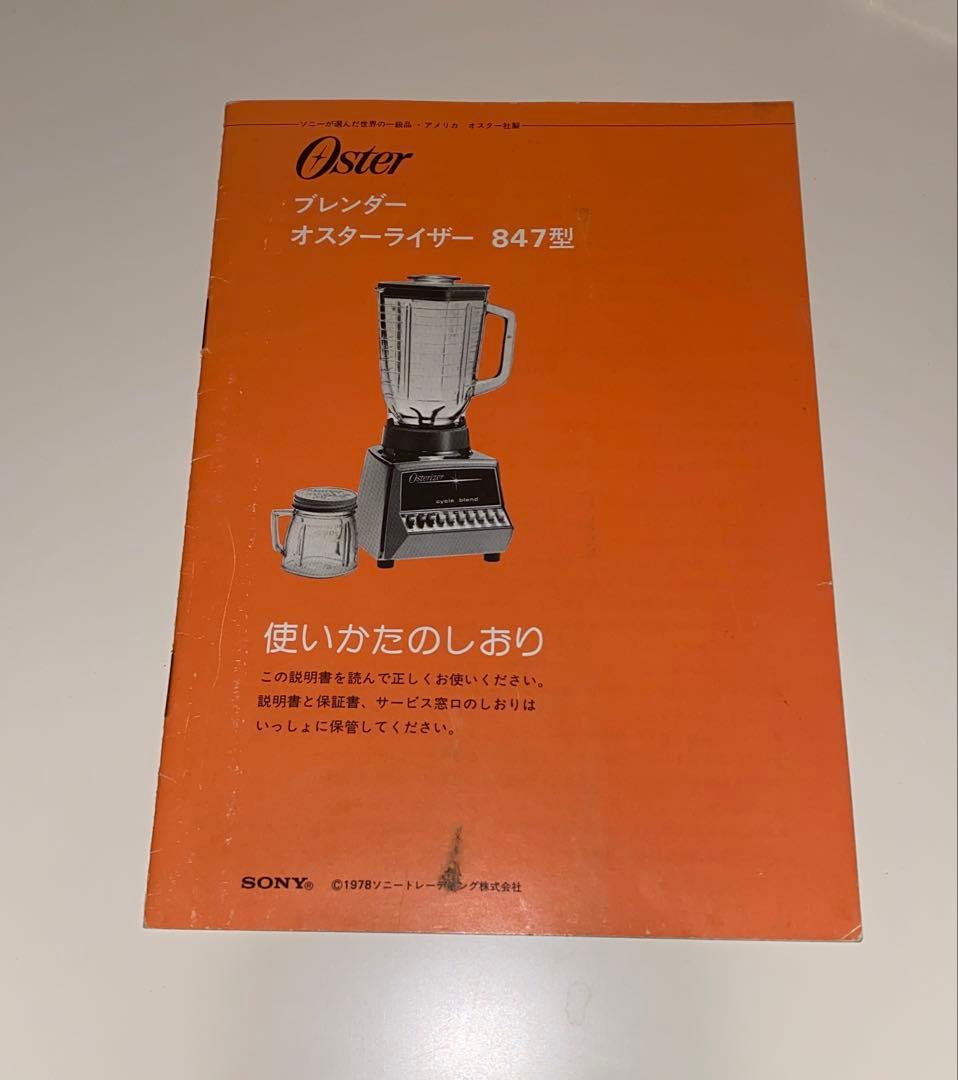 ソニーが選んだ世界の一級品・アメリカ オスター社製
Oster
ブレンダー
オスターライザー 847型
Osterizer
cycle blend
使いかたのしおり
この説明書を読んで正しくお使いください。
説明書と保証書、サービス窓口のしおりは
いっしょに保管してください。
SONY® ©1978ソニートレーディング株式会社